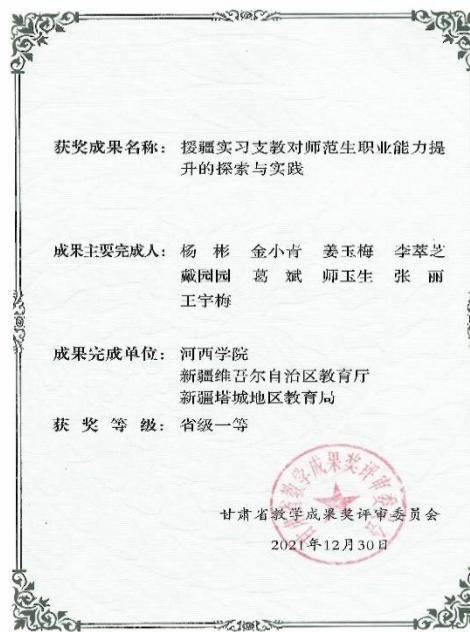 获奖成果名称：援疆实习支教对师范生职业能力提
升的探索与实践
成果主要完成人：杨 彬 金小青 姜玉梅 李萃芝
戴园园 葛 斌 师玉生 张 丽
王宇梅
成果完成单位：河西学院
新疆维吾尔自治区教育厅
新疆塔城地区教育局
获 奖 等 级：省级一等
甘肃省教学成果奖评审委员会
2021年12月30日